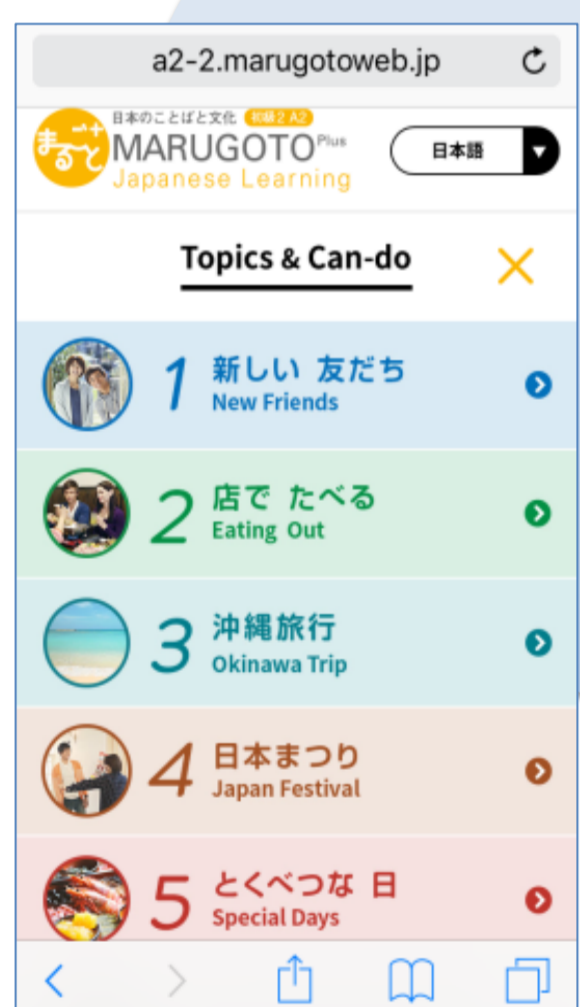 a2-2.marugotoweb.jp
日本のことばと文化 初級2 A2
まるごと+
MARUGOTO Plus
Japanese Learning
日本語
Topics & Can-do
1 新しい 友だち
New Friends
2 店で たべる
Eating Out
3 沖縄旅行
Okinawa Trip
4 日本まつり
Japan Festival
5 とくべつな 日
Special Days